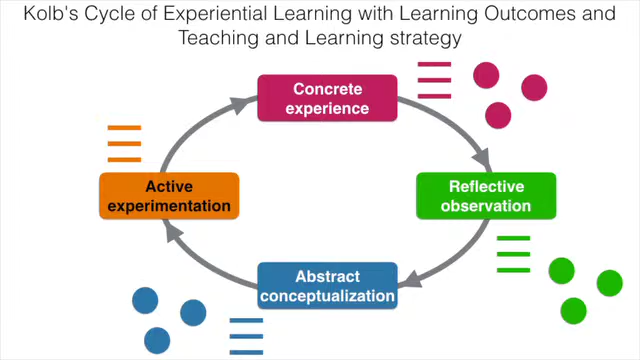 Kolb's Cycle of Experiential Learning with Learning Outcomes and
Teaching and Learning strategy
Concrete
experience
Active
experimentation
Reflective
observation
Abstract
conceptualization